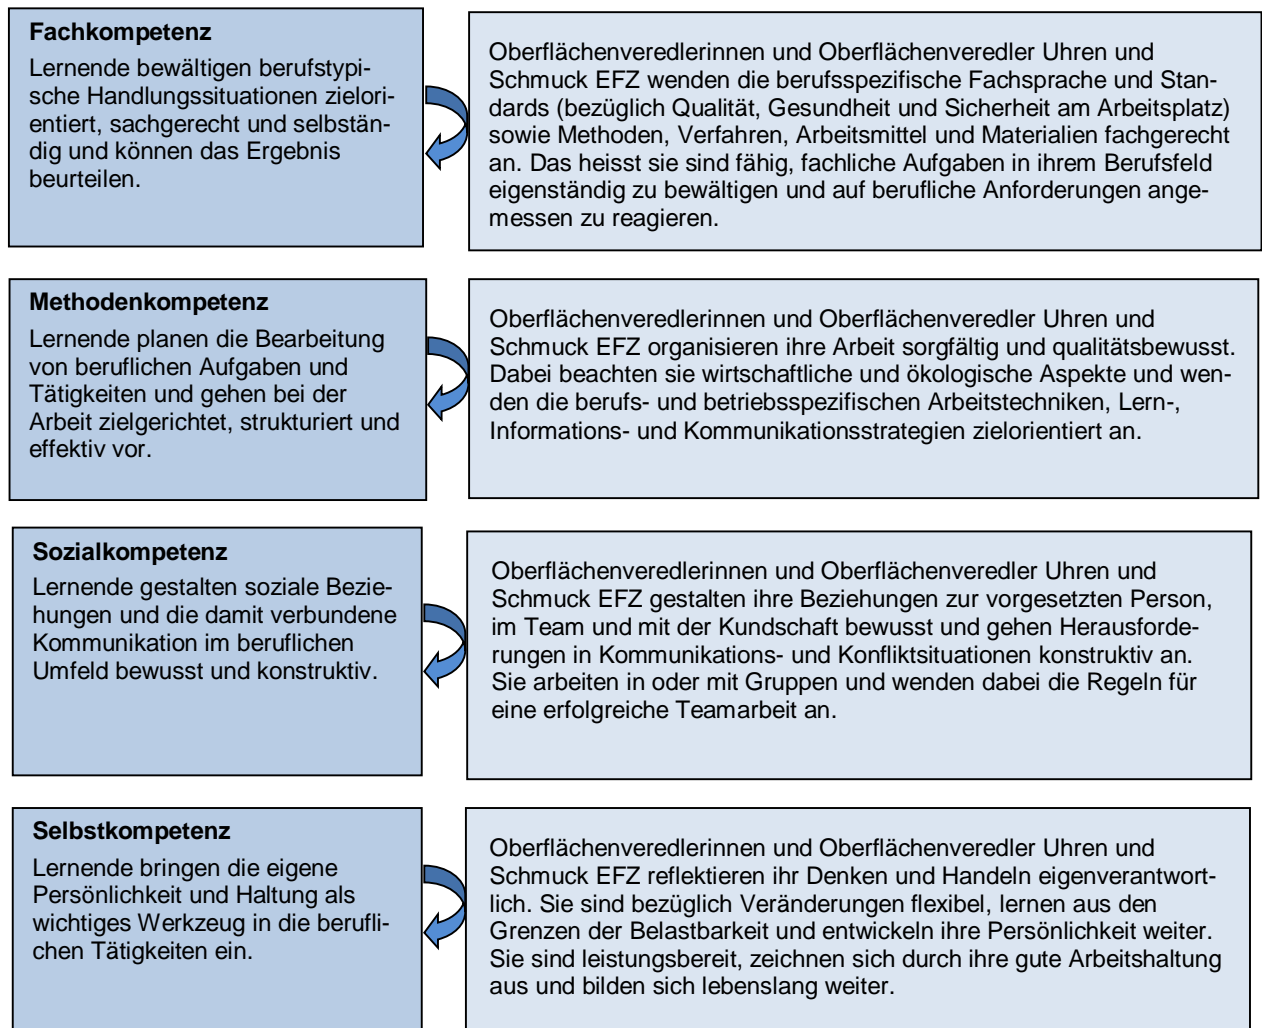 Fachkompetenz
Lernende bewältigen berufstypi-
sche Handlungssituationen zielori-
entiert, sachgerecht und selbstän-
dig und können das Ergebnis
beurteilen.
Oberflächenveredlerinnen und Oberflächenveredler Uhren und
Schmuck EFZ wenden die berufsspezifische Fachsprache und Stan-
dards (bezüglich Qualität, Gesundheit und Sicherheit am Arbeitsplatz)
sowie Methoden, Verfahren, Arbeitsmittel und Materialien fachgerecht
an. Das heisst sie sind fähig, fachliche Aufgaben in ihrem Berufsfeld
eigenständig zu bewältigen und auf berufliche Anforderungen ange-
messen zu reagieren.
Methodenkompetenz
Lernende planen die Bearbeitung
von beruflichen Aufgaben und
Tätigkeiten und gehen bei der
Arbeit zielgerichtet, strukturiert und
effektiv vor.
Oberflächenveredlerinnen und Oberflächenveredler Uhren und
Schmuck EFZ organisieren ihre Arbeit sorgfältig und qualitätsbewusst.
Dabei beachten sie wirtschaftliche und ökologische Aspekte und wen-
den die berufs- und betriebsspezifischen Arbeitstechniken, Lern-,
Informations- und Kommunikationsstrategien zielorientiert an.
Sozialkompetenz
Lernende gestalten soziale Bezie-
hungen und die damit verbundene
Kommunikation im beruflichen
Umfeld bewusst und konstruktiv.
Oberflächenveredlerinnen und Oberflächenveredler Uhren und
Schmuck EFZ gestalten ihre Beziehungen zur vorgesetzten Person,
im Team und mit der Kundschaft bewusst und gehen Herausforde-
rungen in Kommunikations- und Konfliktsituationen konstruktiv an.
Sie arbeiten in oder mit Gruppen und wenden dabei die Regeln für
eine erfolgreiche Teamarbeit an.
Selbstkompetenz
Lernende bringen die eigene
Persönlichkeit und Haltung als
wichtiges Werkzeug in die berufli-
chen Tätigkeiten ein.
Oberflächenveredlerinnen und Oberflächenveredler Uhren und
Schmuck EFZ reflektieren ihr Denken und Handeln eigenverantwort-
lich. Sie sind bezüglich Veränderungen flexibel, lernen aus den
Grenzen der Belastbarkeit und entwickeln ihre Persönlichkeit weiter.
Sie sind leistungsbereit, zeichnen sich durch ihre gute Arbeitshaltung
aus und bilden sich lebenslang weiter.